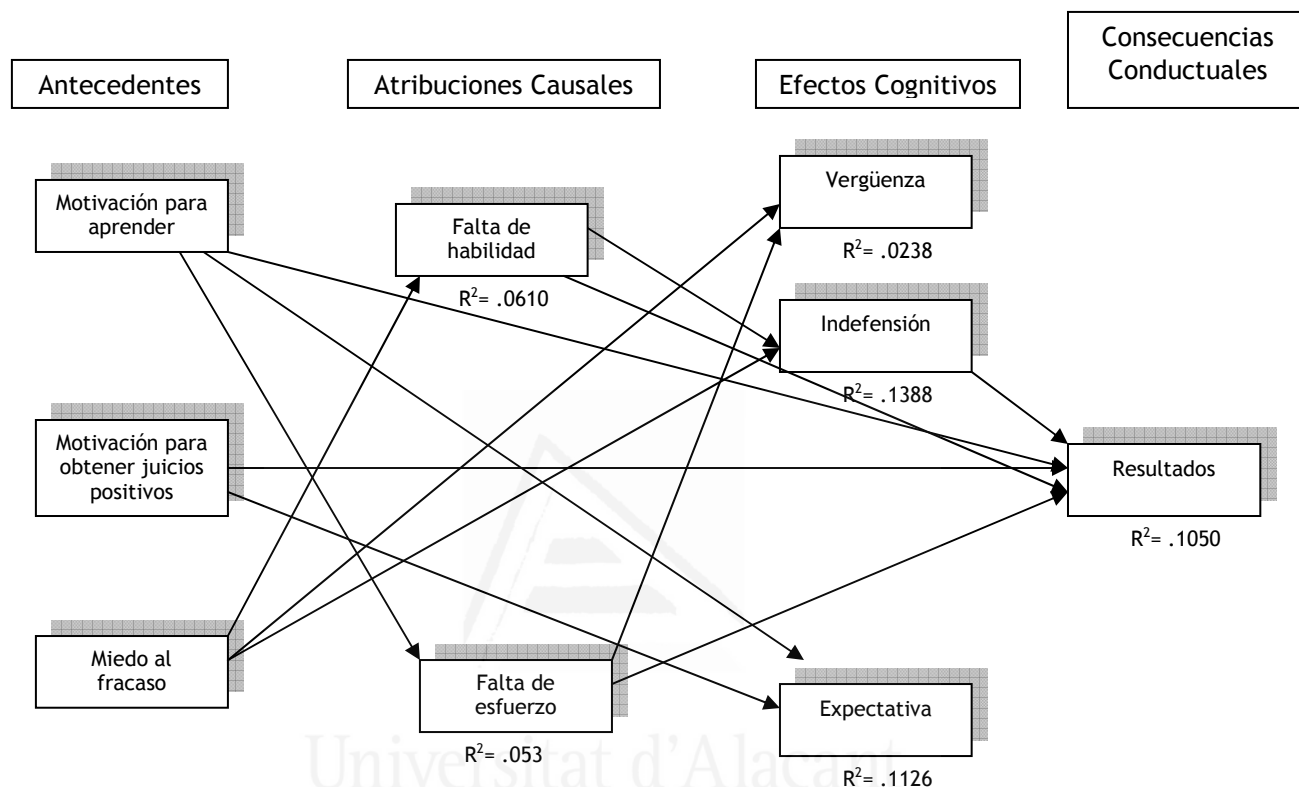 Consecuencias
Conductuales
Antecedentes
Atribuciones Causales
Efectos Cognitivos
Motivación para
aprender
Falta de
habilidad
R²= .0610
Vergüenza
R²= .0238
Indefensión
R²= .1388
Motivación para
obtener juicios
positivos
Resultados
R²= .1050
Miedo al
fracaso
Falta de
esfuerzo
R²= .053
Expectativa
R²= .1126
Universitat d'Alacant